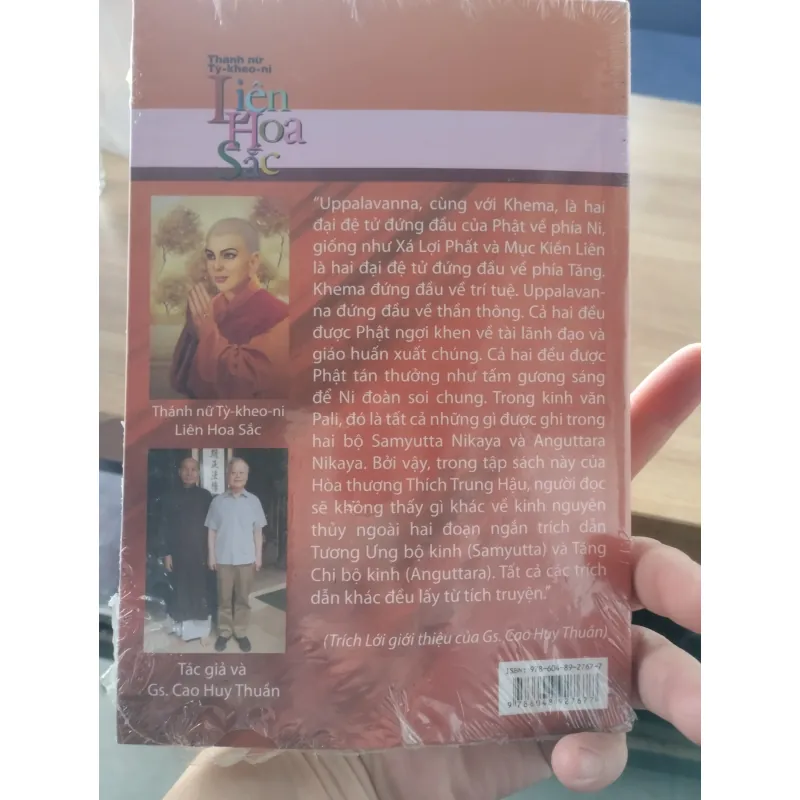 Thánh nữ
Tỳ-kheo-ni
Liên
Hoa
Sắc
"Uppalavanna, cùng với Khema, là hai
đại đệ tử đứng đầu của Phật về phía Ni,
giống như Xá Lợi Phất và Mục Kiền Liên
là hai đại đệ tử đứng đầu về phía Tăng.
Khema đứng đầu về trí tuệ. Uppalavan-
na đứng đầu về thần thông. Cả hai đều
được Phật ngợi khen về tài lãnh đạo và
giáo huấn xuất chúng. Cả hai đều được
Phật tán thưởng như tấm gương sáng
để Ni đoàn soi chung. Trong kinh văn
Pali, đó là tất cả những gì được ghi trong
hai bộ Samyutta Nikaya và Anguttara
Nikaya. Bởi vậy, trong tập sách này của
Hòa thượng Thích Trung Hậu, người đọc
sẽ không thấy gì khác về kinh nguyên
thủy ngoài hai đoạn ngắn trích dẫn
Tương Ưng bộ kinh (Samyutta) và Tăng
Chi bộ kinh (Anguttara). Tất cả các trích
dẫn khác đều lấy từ tích truyện."
(Trích Lời giới thiệu của Gs. Cao Huy Thuần)
Thánh nữ Tỳ-kheo-ni
Liên Hoa Sắc
Tác giả và
Gs. Cao Huy Thuần
ISBN: 978-604-89-2767-7
9 786048 927677